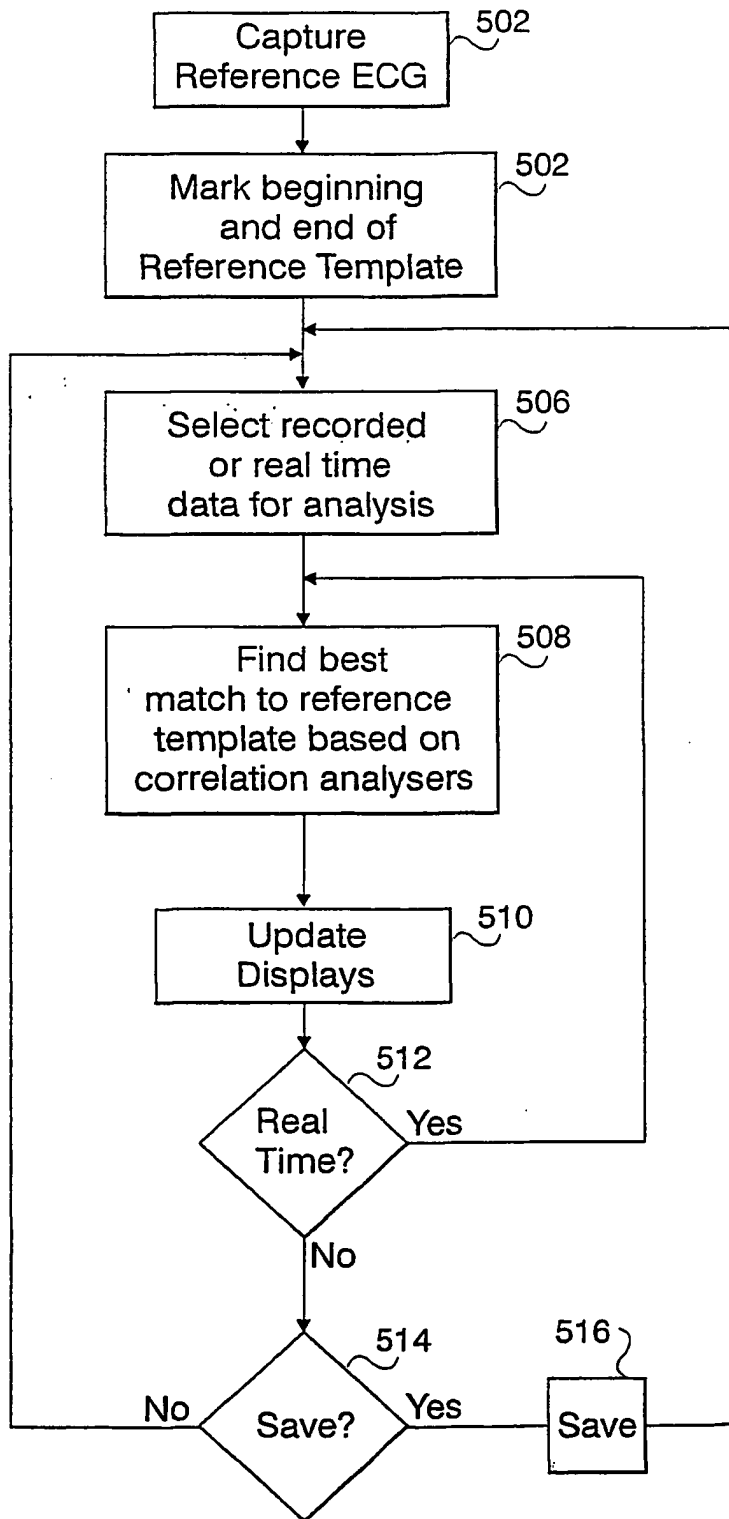 Capture
Reference ECG
502
Mark beginning
and end of
Reference Template
502
Select recorded
or real time
data for analysis
506
Find best
match to reference
template based on
correlation analysers
508
Update
Displays
510
Real
Time?
512
Yes
No
Save?
514
No
Yes
Save
516